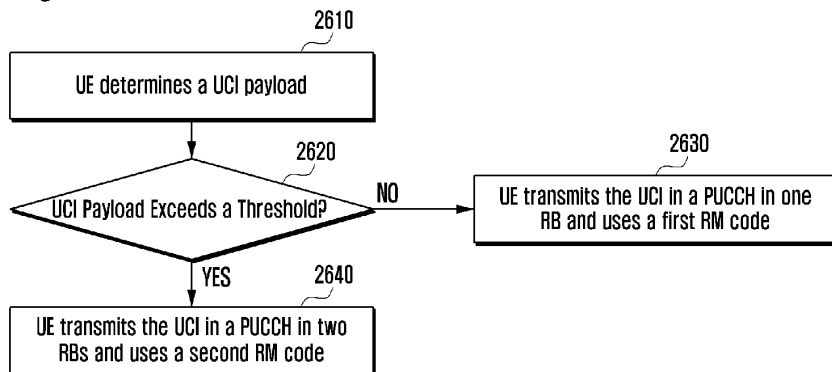 2610
UE determines a UCI payload
2620
UCI Payload Exceeds a Threshold?
NO
2630
UE transmits the UCI in a PUCCH in one
RB and uses a first RM code
YES
2640
UE transmits the UCI in a PUCCH in two
RBs and uses a second RM code